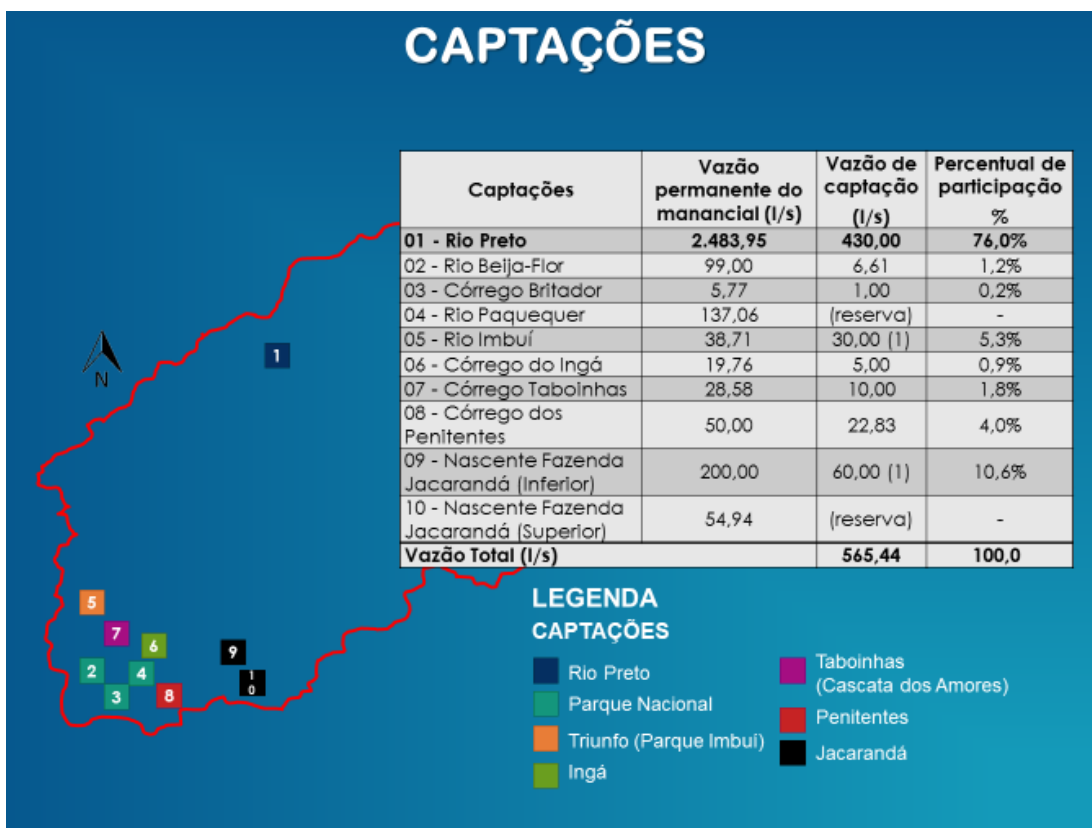 CAPTAÇÕES
Captações
Vazão
permanente do
manancial (l/s)
Vazão de
captação
(l/s)
Percentual de
participação
%
01 - Rio Preto 2.483,95 430,00 76,0%
02 - Rio Beija-Flor 99,00 6,61 1,2%
03 - Córrego Britador 5,77 1,00 0,2%
04 - Rio Paquequer 137,06 (reserva) -
05 - Rio Imbuí 38,71 30,00 (1) 5,3%
06 - Córrego do Ingá 19,76 5,00 0,9%
07 - Córrego Taboinhas 28,58 10,00 1,8%
08 - Córrego dos
Penitentes 50,00 22,83 4,0%
09 - Nascente Fazenda
Jacarandá (Inferior) 200,00 60,00 (1) 10,6%
10 - Nascente Fazenda
Jacarandá (Superior) 54,94 (reserva) -
Vazão Total (l/s) 565,44 100,0
1
N
5
7
6
9
2
4
10
3
8
LEGENDA
CAPTAÇÕES
Rio Preto
Parque Nacional
Triunfo (Parque Imbuí)
Ingá
Taboinhas
(Cascata dos Amores)
Penitentes
Jacarandá